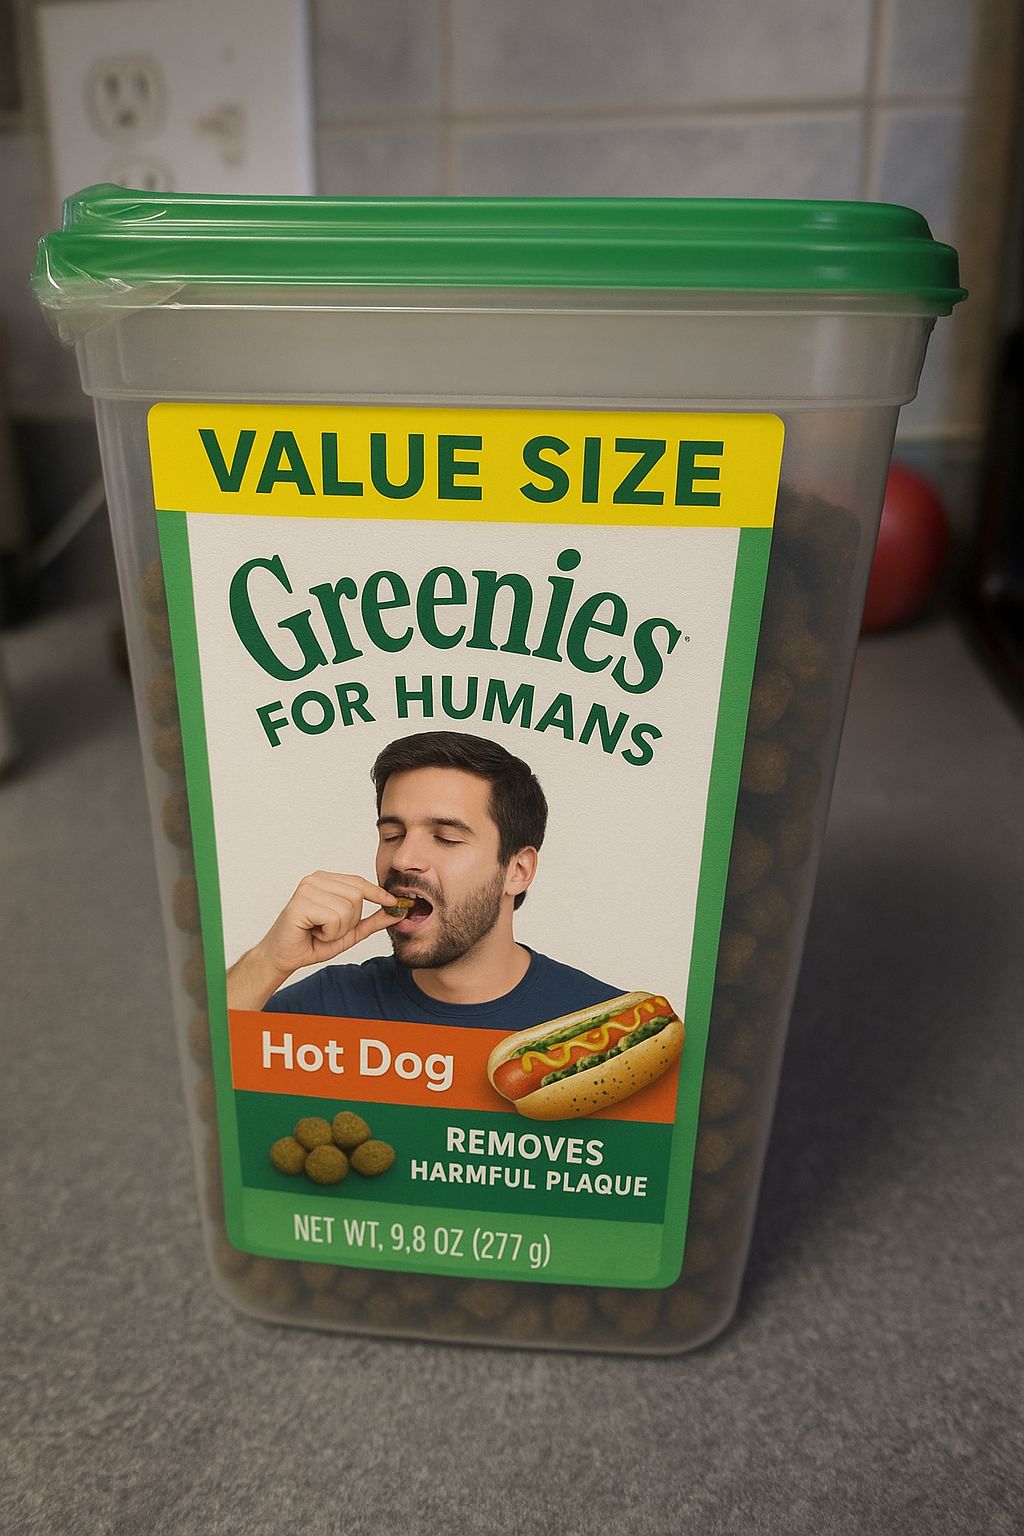 VALUE SIZE
Greenies
FOR HUMANS
Hot Dog
REMOVES
HARMFUL PLAQUE
NET WT, 9,8 OZ (277 g)